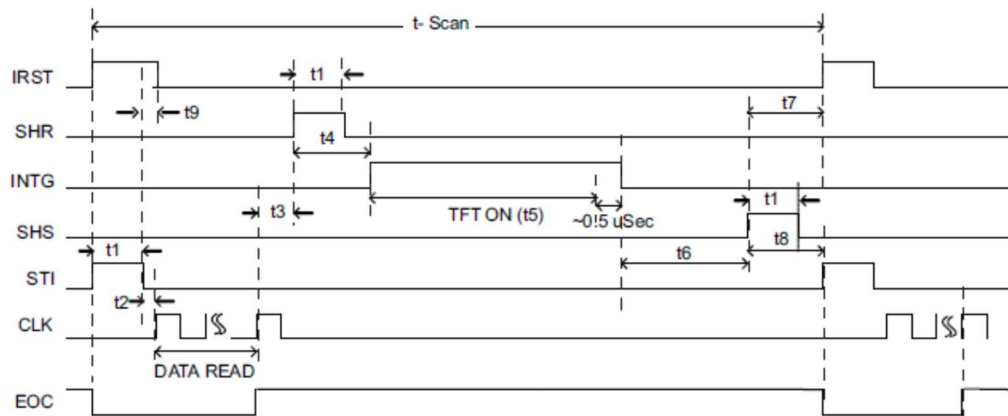 t- Scan
IRST
t1
t9
t7
SHR
t4
INTG
t3
TFT ON (t5)
~0.5 uSec
t1
SHS
t1
t6
t8
STI
t2
CLK
DATA READ
EOC